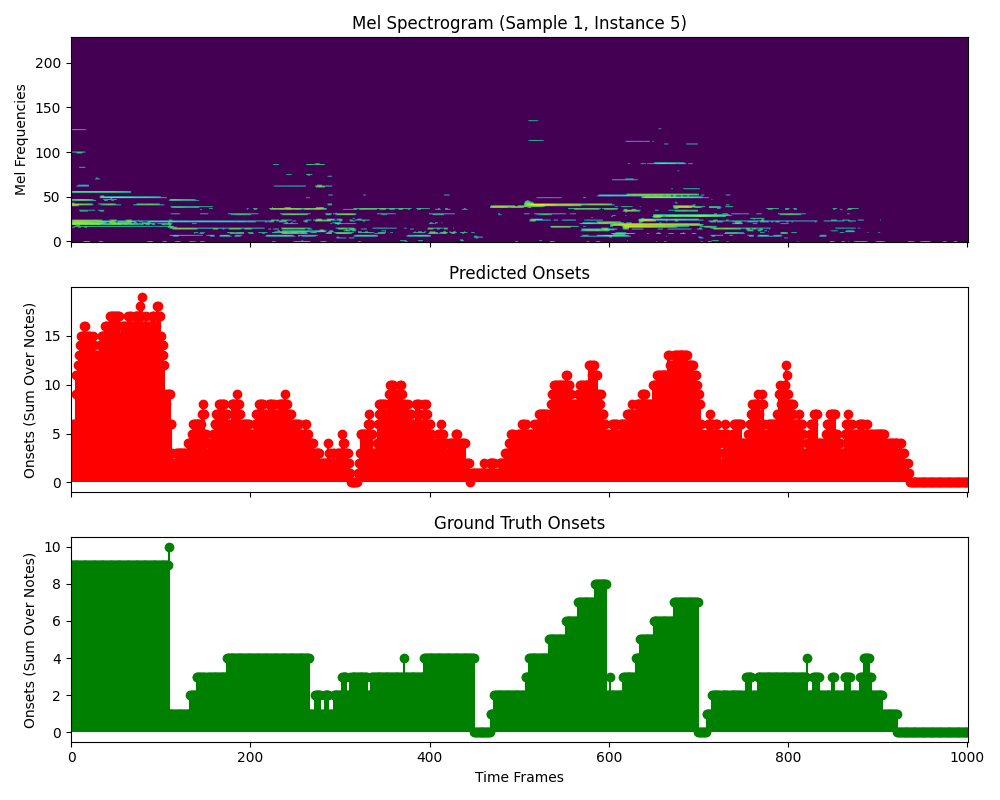 Mel Spectrogram (Sample 1, Instance 5)
Mel Frequencies
200
150
100
50
0
Predicted Onsets
Onsets (Sum Over Notes)
15
10
5
0
Ground Truth Onsets
Onsets (Sum Over Notes)
10
8
6
4
2
0
0 200 400 600 800 1000
Time Frames